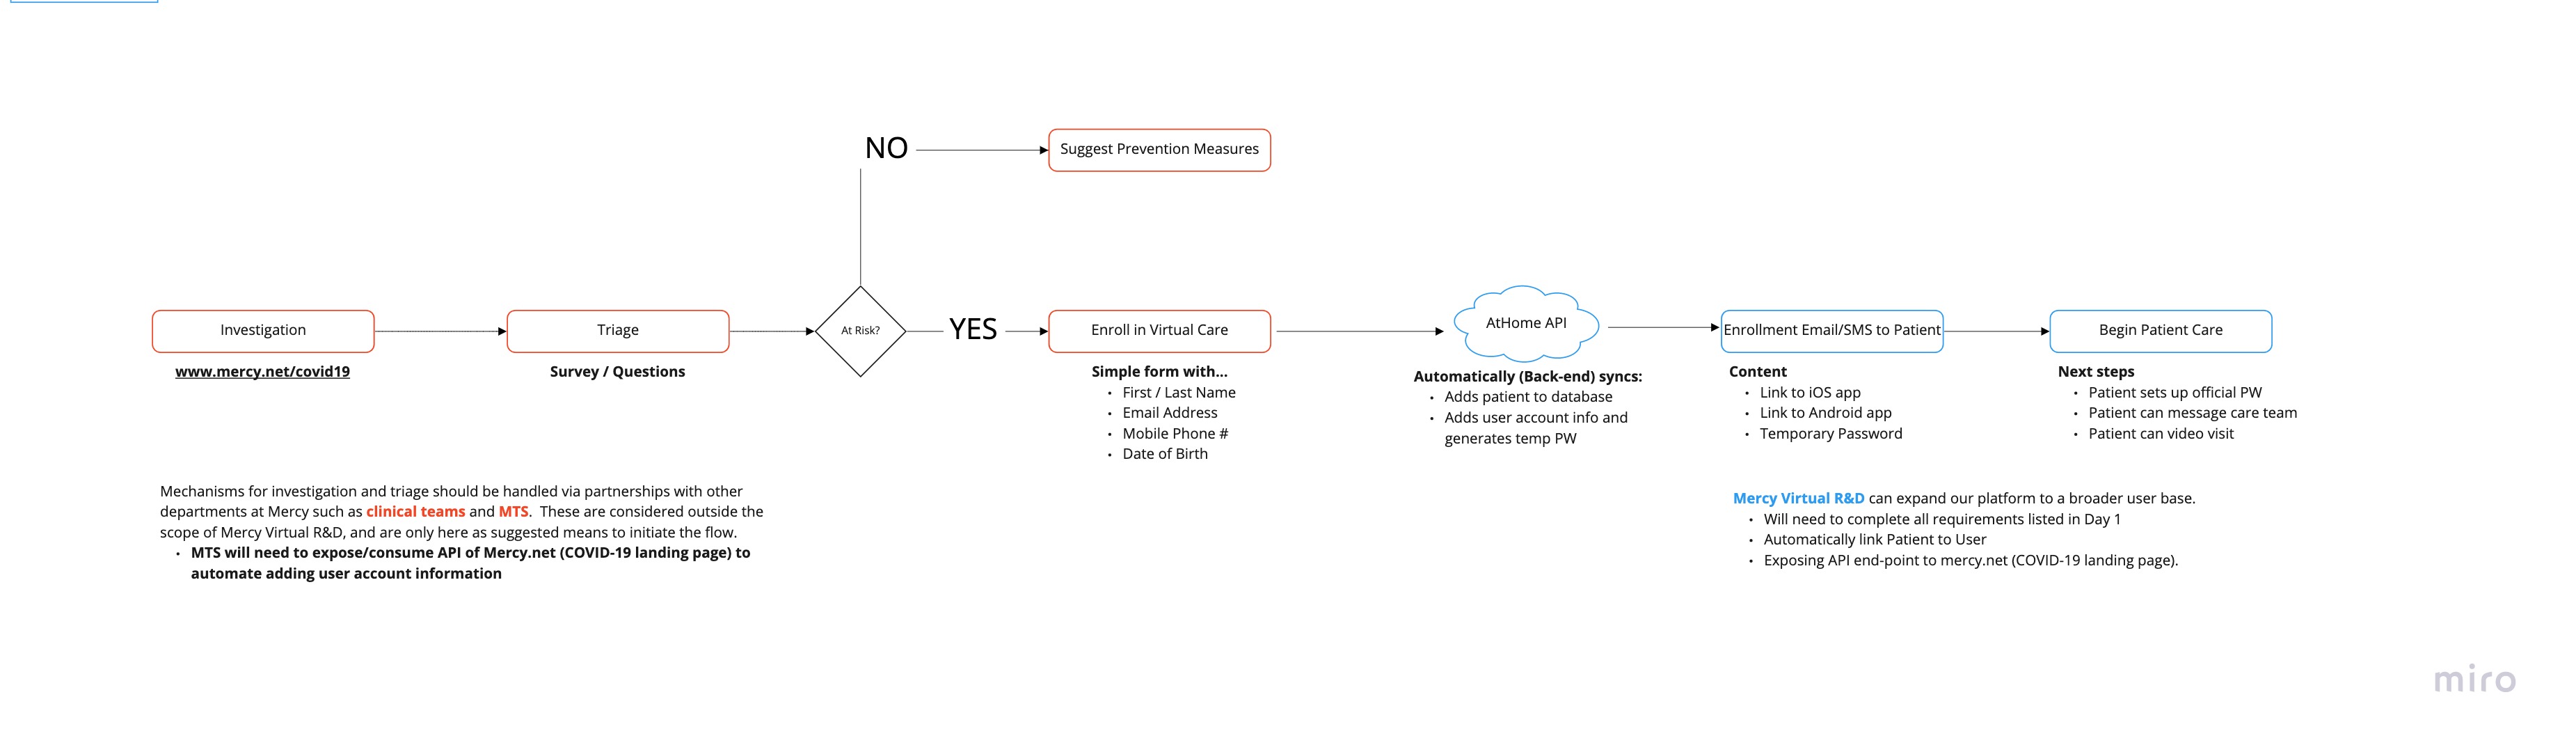 NO
Suggest Prevention Measures
Investigation
www.mercy.net/covid19
Triage
Survey / Questions
At Risk?
YES
Enroll in Virtual Care
Simple form with...
• First / Last Name
• Email Address
• Mobile Phone #
• Date of Birth
AtHome API
Automatically (Back-end) syncs:
• Adds patient to database
• Adds user account info and
generates temp PW
Enrollment Email/SMS to Patient
Content
• Link to iOS app
• Link to Android app
• Temporary Password
Begin Patient Care
Next steps
• Patient sets up official PW
• Patient can message care team
• Patient can video visit
Mechanisms for investigation and triage should be handled via partnerships with other
departments at Mercy such as clinical teams and MTS. These are considered outside the
scope of Mercy Virtual R&D, and are only here as suggested means to initiate the flow.
• MTS will need to expose/consume API of Mercy.net (COVID-19 landing page) to
automate adding user account information
Mercy Virtual R&D can expand our platform to a broader user base.
• Will need to complete all requirements listed in Day 1
• Automatically link Patient to User
• Exposing API end-point to mercy.net (COVID-19 landing page).
miro